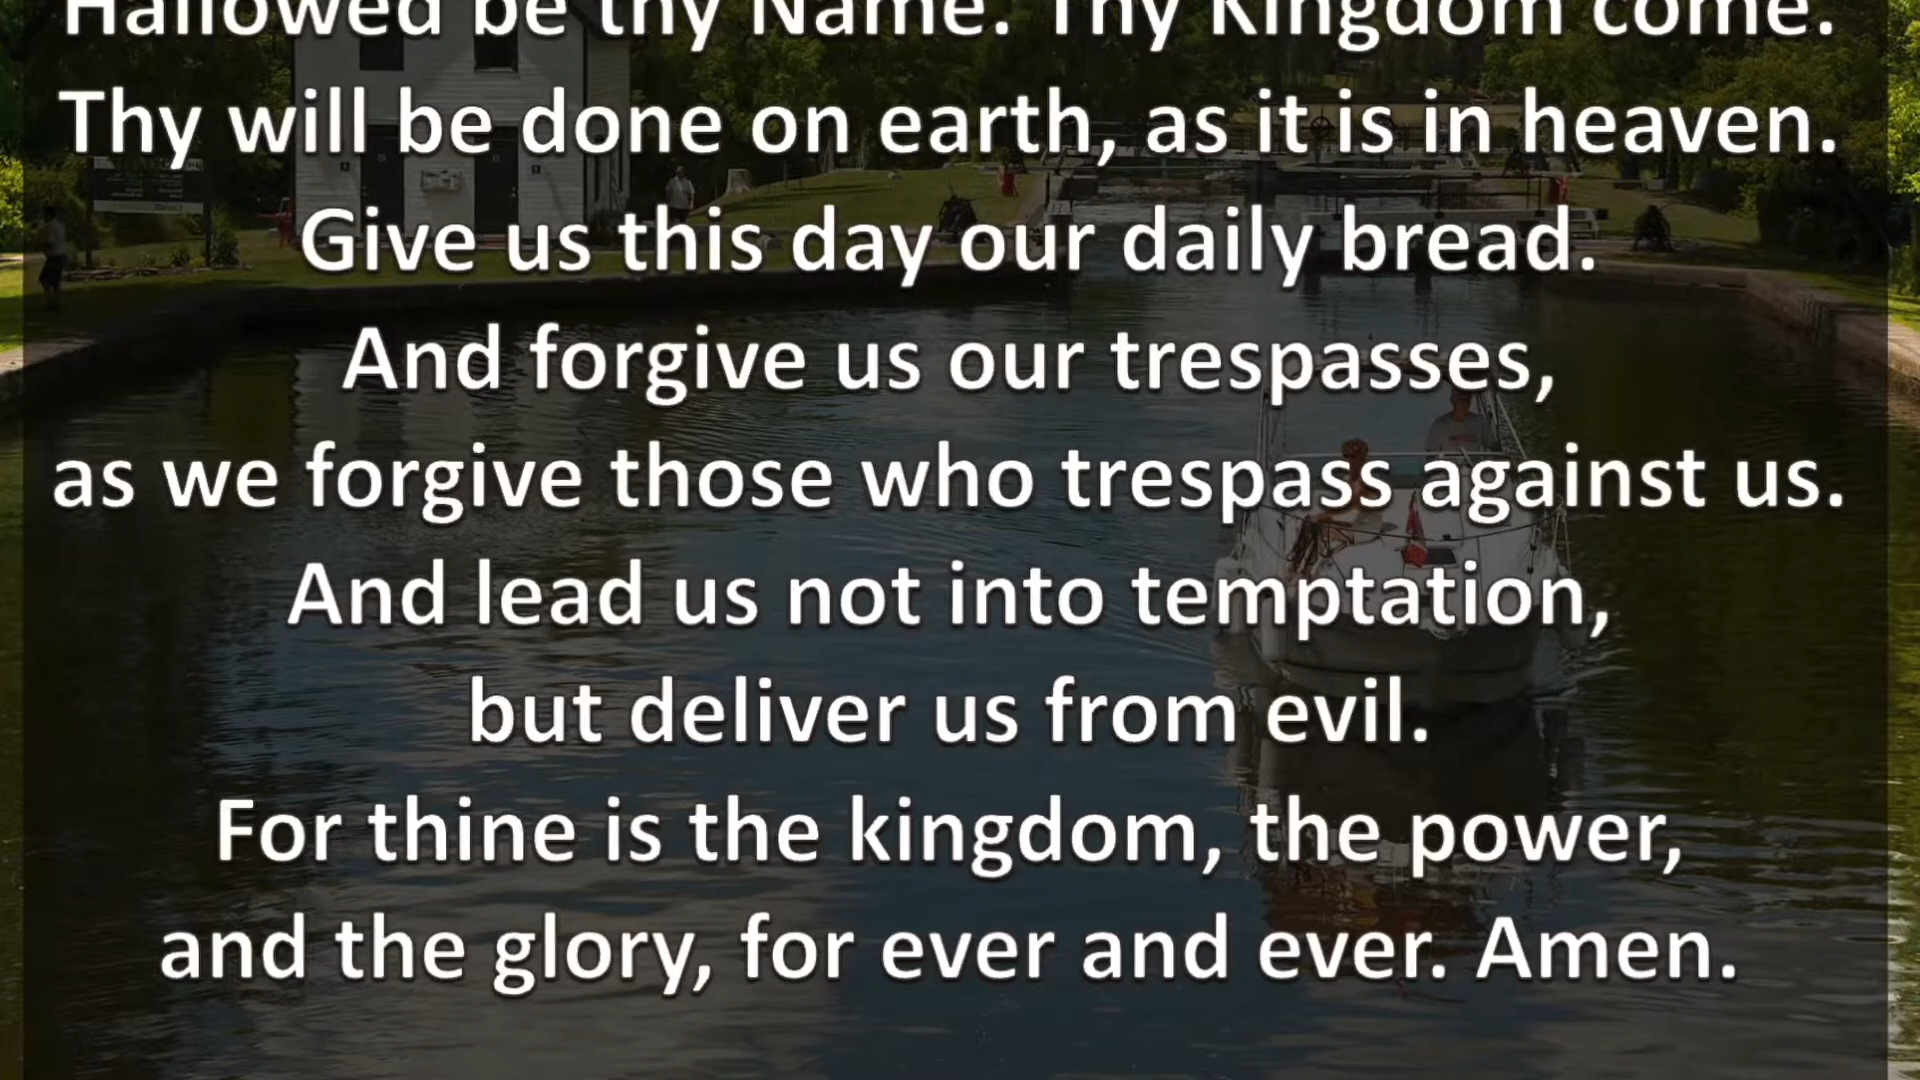 Hallowed be thy Name. Thy Kingdom come.
Thy will be done on earth, as it is in heaven.
Give us this day our daily bread.
And forgive us our trespasses,
as we forgive those who trespass against us.
And lead us not into temptation,
but deliver us from evil.
For thine is the kingdom, the power,
and the glory, for ever and ever. Amen.